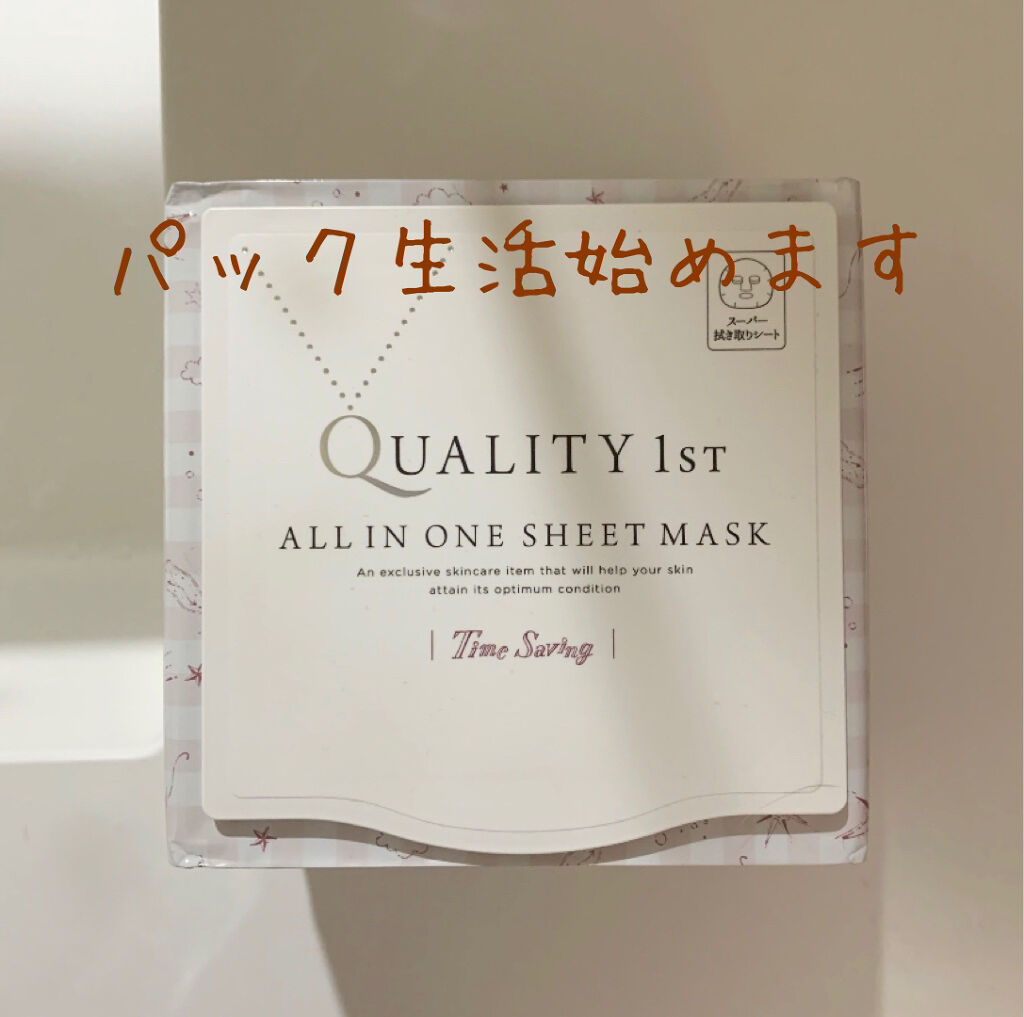 パック生活始めます
スーパー
拭き取りシート
QUALITY 1ST
ALL IN ONE SHEET MASK
An exclusive skincare item that will help your skin
attain its optimum condition
Time Saving